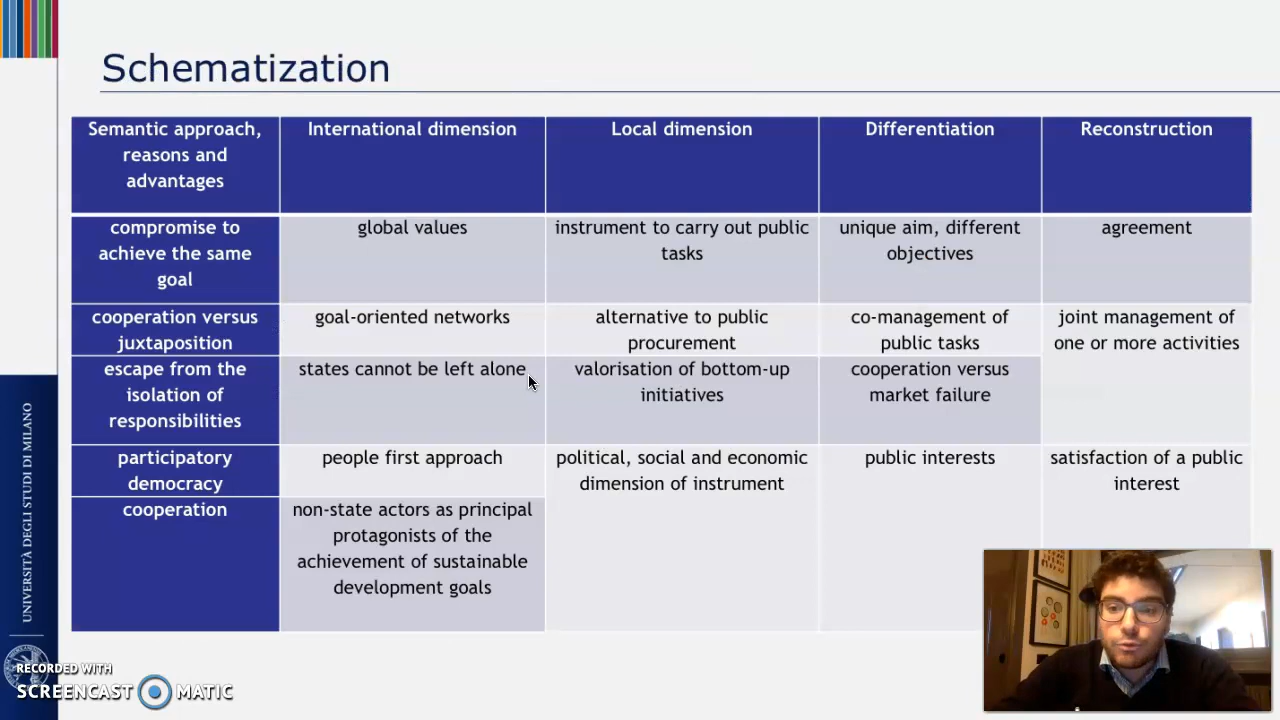 Schematization
Semantic approach,
reasons and
advantages
International dimension
Local dimension
Differentiation
Reconstruction
compromise to
achieve the same
goal
global values
instrument to carry out public
tasks
unique aim, different
objectives
agreement
cooperation versus
juxtaposition
goal-oriented networks
alternative to public
procurement
co-management of
public tasks
joint management of
one or more activities
escape from the
isolation of
responsibilities
states cannot be left alone
valorisation of bottom-up
initiatives
cooperation versus
market failure
participatory
democracy
people first approach
political, social and economic
dimension of instrument
public interests
satisfaction of a public
interest
cooperation
non-state actors as principal
protagonists of the
achievement of sustainable
development goals
UNIVERSITÀ DEGLI STUDI DI MILANO
RECORDED WITH
SCREENCAST MATIC